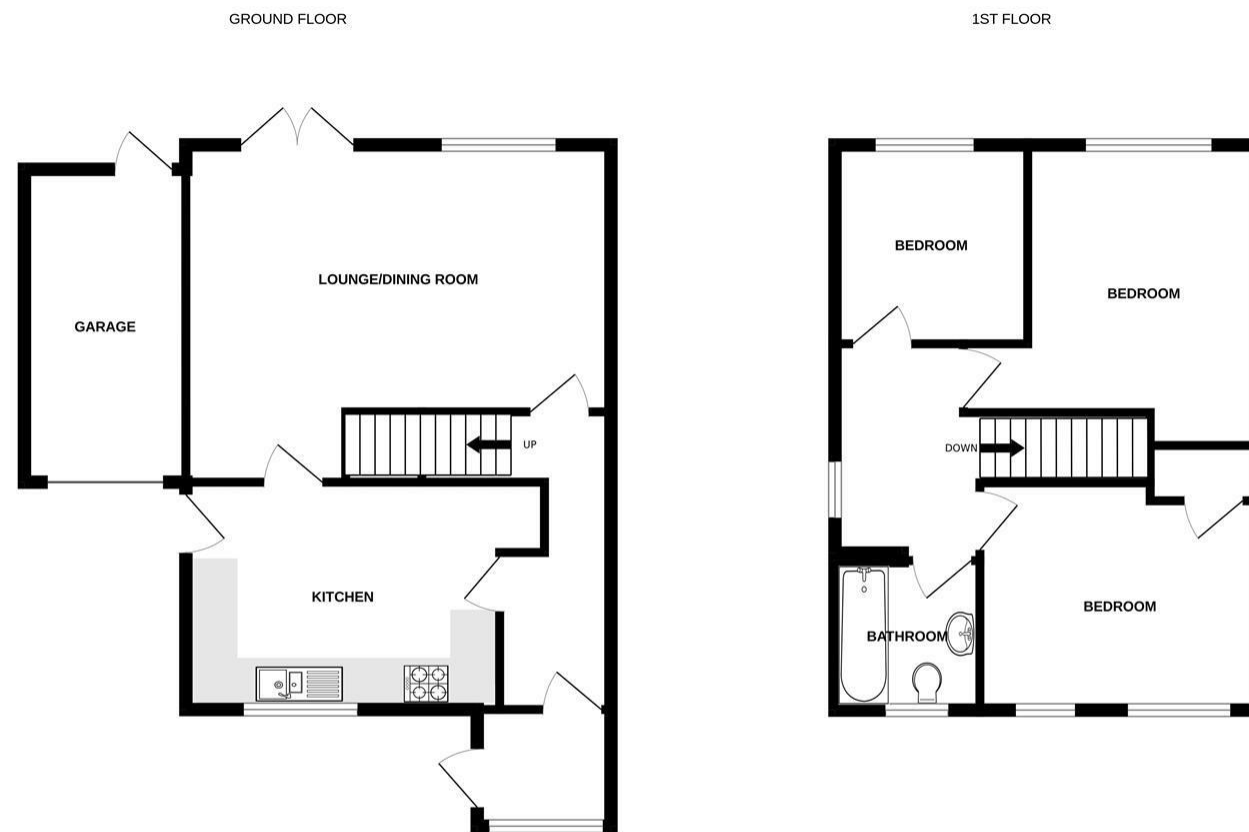 GROUND FLOOR
1ST FLOOR
BEDROOM
LOUNGE/DINING ROOM
BEDROOM
GARAGE
UP
DOWN
KITCHEN
BEDROOM
BATHROOM